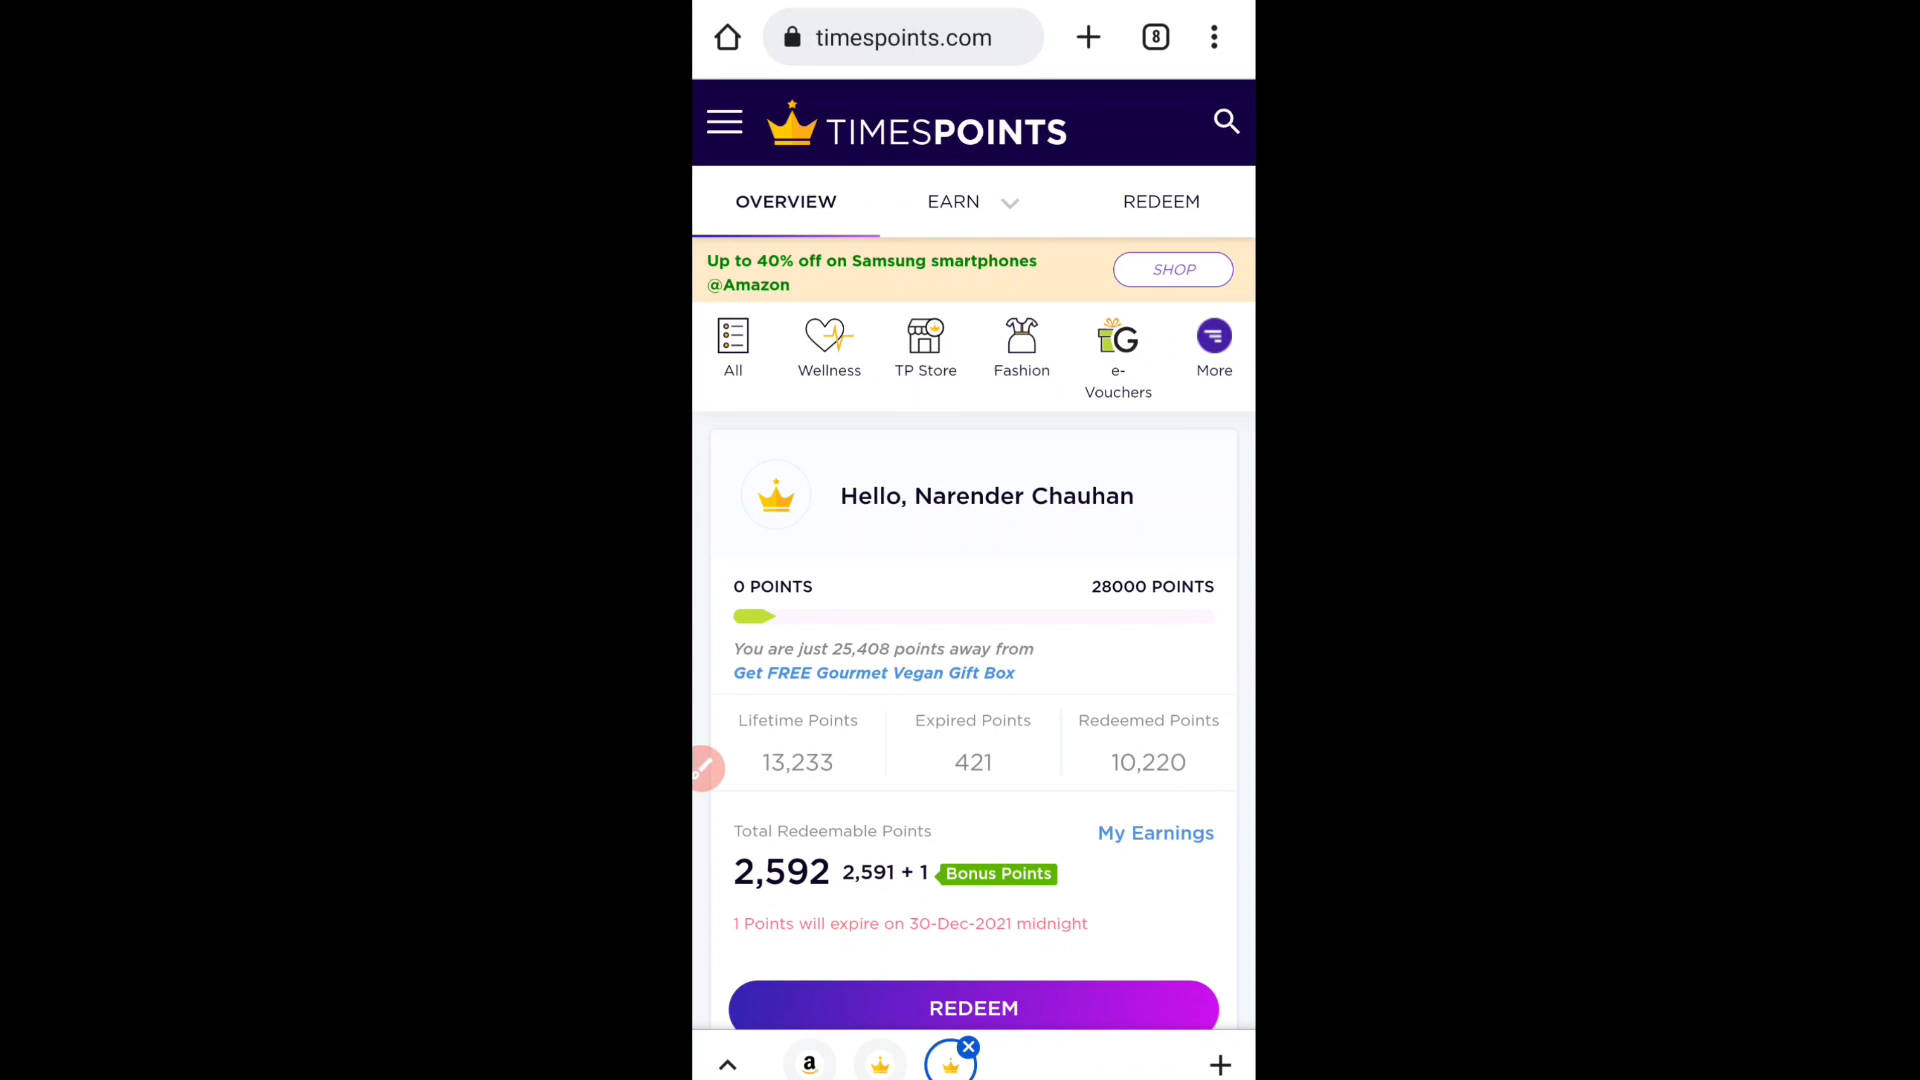 timespoints.com
8
TIMESPOINTS
OVERVIEW
EARN
REDEEM
Up to 40% off on Samsung smartphones
@Amazon
SHOP
All
Wellness
TP Store
Fashion
G
e-
Vouchers
More
Hello, Narender Chauhan
0 POINTS
28000 POINTS
You are just 25,408 points away from
Get FREE Gourmet Vegan Gift Box
Lifetime Points
Expired Points
Redeemed Points
13,233
421
10,220
Total Redeemable Points
My Earnings
2,592 2,591 + 1 Bonus Points
1 Points will expire on 30-Dec-2021 midnight
REDEEM
a